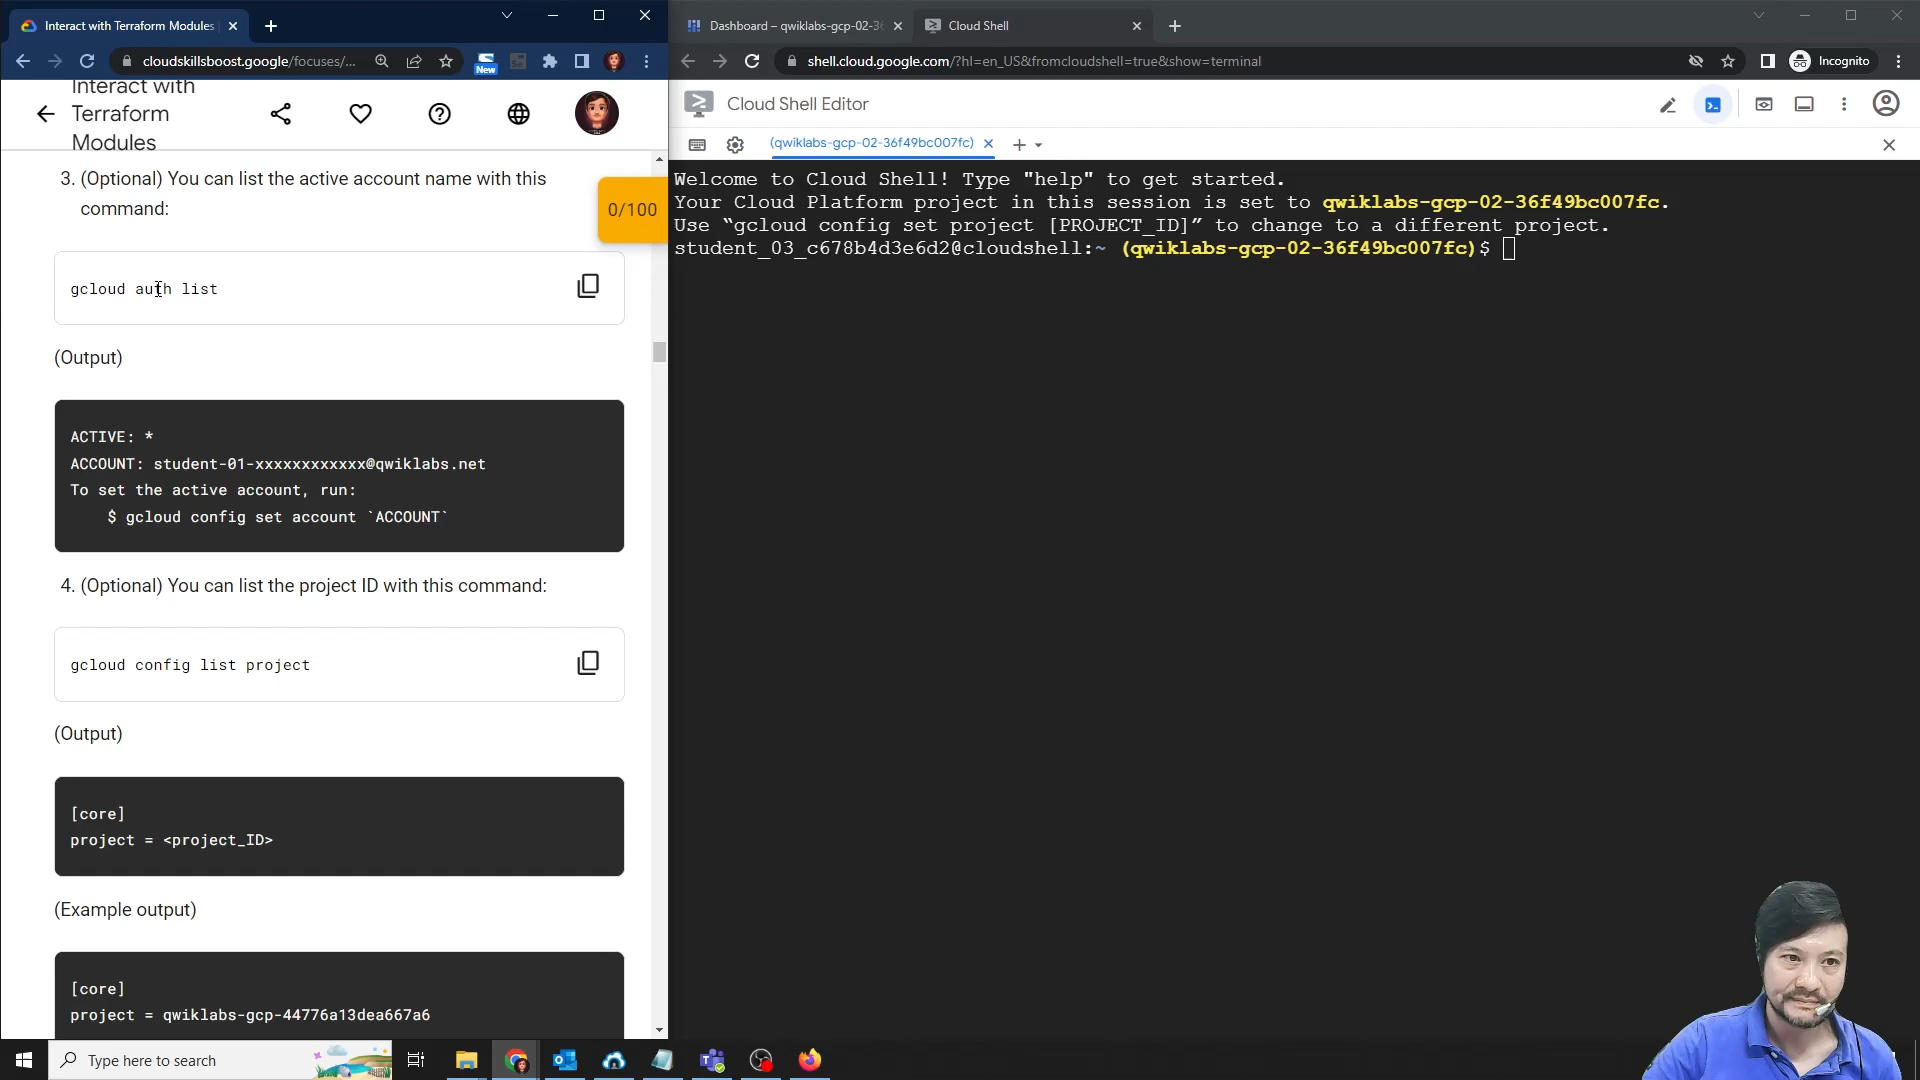 Interact with Terraform Modules
cloudskillsboost.google/focuses/...
New
Interact with
Terraform
Modules
3. (Optional) You can list the active account name with this
command:
0/100
gcloud auth list
(Output)
ACTIVE: *
ACCOUNT: student-01-xxxxxxxxxxxx@qwiklabs.net
To set the active account, run:
$ gcloud config set account `ACCOUNT`
4. (Optional) You can list the project ID with this command:
gcloud config list project
(Output)
[core]
project = <project_ID>
(Example output)
[core]
project = qwiklabs-gcp-44776a13dea667a6
Type here to search
Dashboard – qwiklabs-gcp-02-3
Cloud Shell
shell.cloud.google.com/?hl=en_US&fromcloudshell=true&show=terminal
Incognito
Cloud Shell Editor
(qwiklabs-gcp-02-36f49bc007fc)
Welcome to Cloud Shell! Type "help" to get started.
Your Cloud Platform project in this session is set to qwiklabs-gcp-02-36f49bc007fc.
Use “gcloud config set project [PROJECT_ID]” to change to a different project.
student_03_c678b4d3e6d2@cloudshell:~ (qwiklabs-gcp-02-36f49bc007fc)$